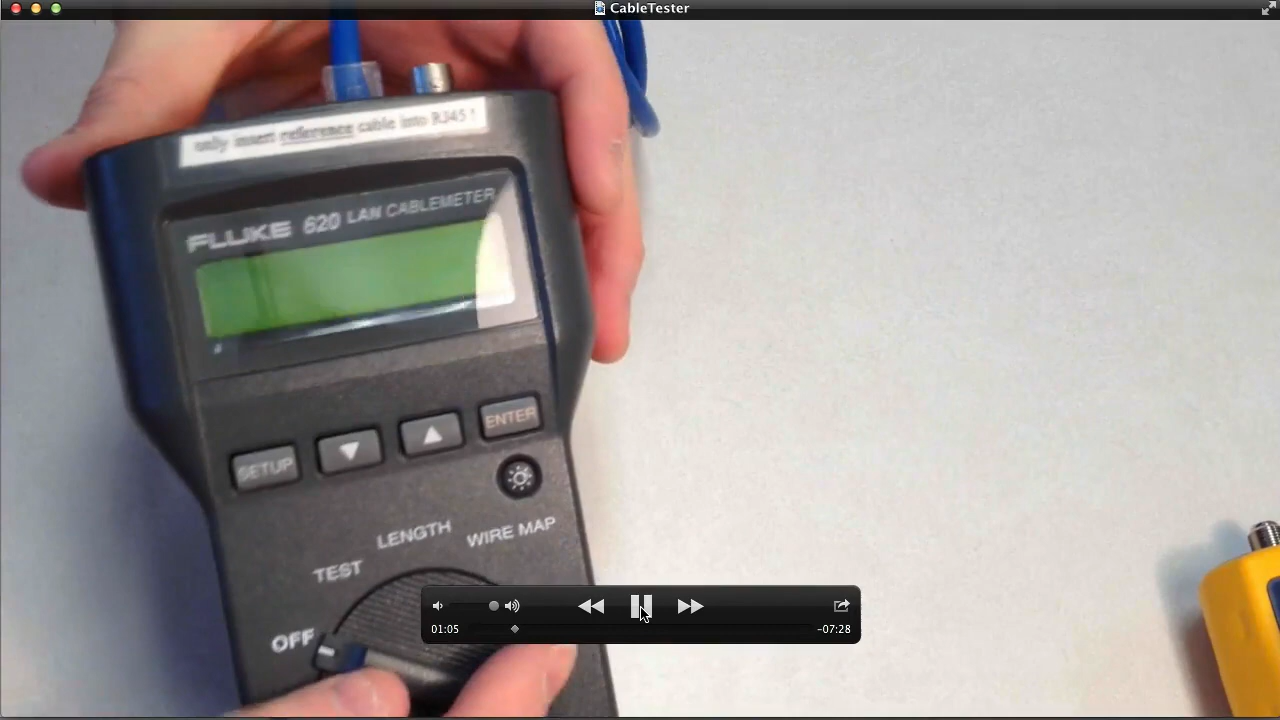 CableTester
only insert reference cable into RJ45 !
FLUKE 620 LAN CABLEMETER
SETUP
ENTER
LENGTH
WIRE MAP
TEST
OFF
01:05
-07:28